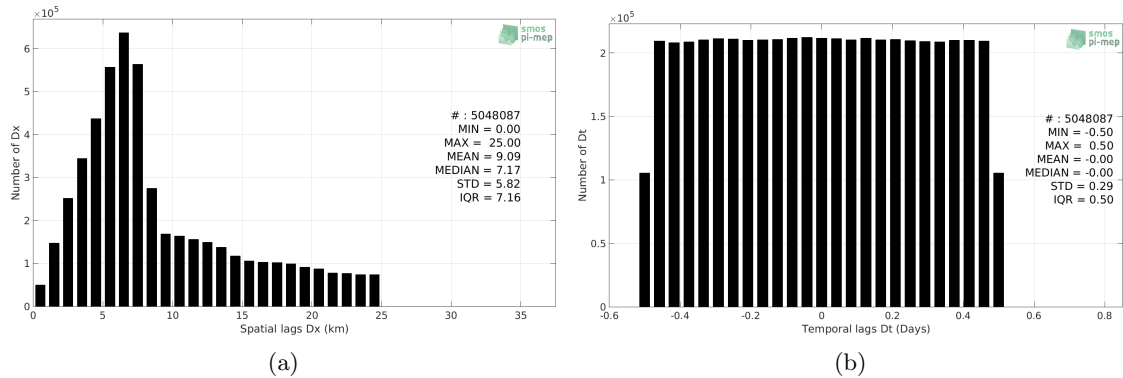 ×10⁵
6
5
4
3
2
1
0
Number of Dx
0 5 10 15 20 25 30 35
Spatial lags Dx (km)
smos
pi-mep
# : 5048087
MIN = 0.00
MAX = 25.00
MEAN = 9.09
MEDIAN = 7.17
STD = 5.82
IQR = 7.16
(a)
×10⁵
2
1.5
1
0.5
0
Number of Dt
-0.6 -0.4 -0.2 0 0.2 0.4 0.6 0.8
Temporal lags Dt (Days)
smos
pi-mep
# : 5048087
MIN = -0.50
MAX = 0.50
MEAN = -0.00
MEDIAN = -0.00
STD = 0.29
IQR = 0.50
(b)